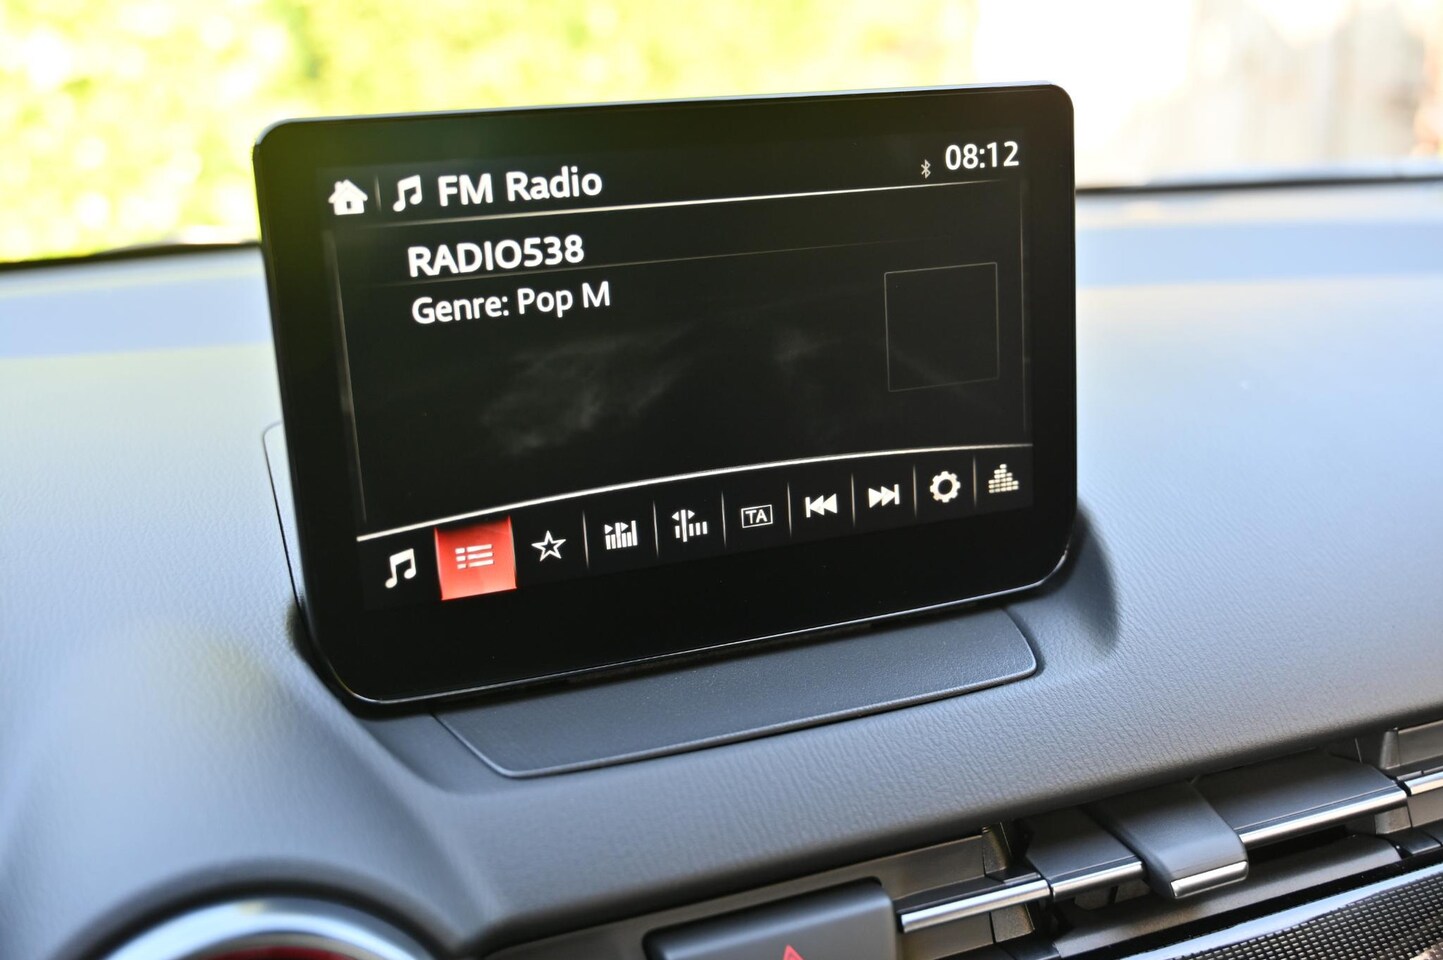 FM Radio
08:12
RADIO538
Genre: Pop M
TA